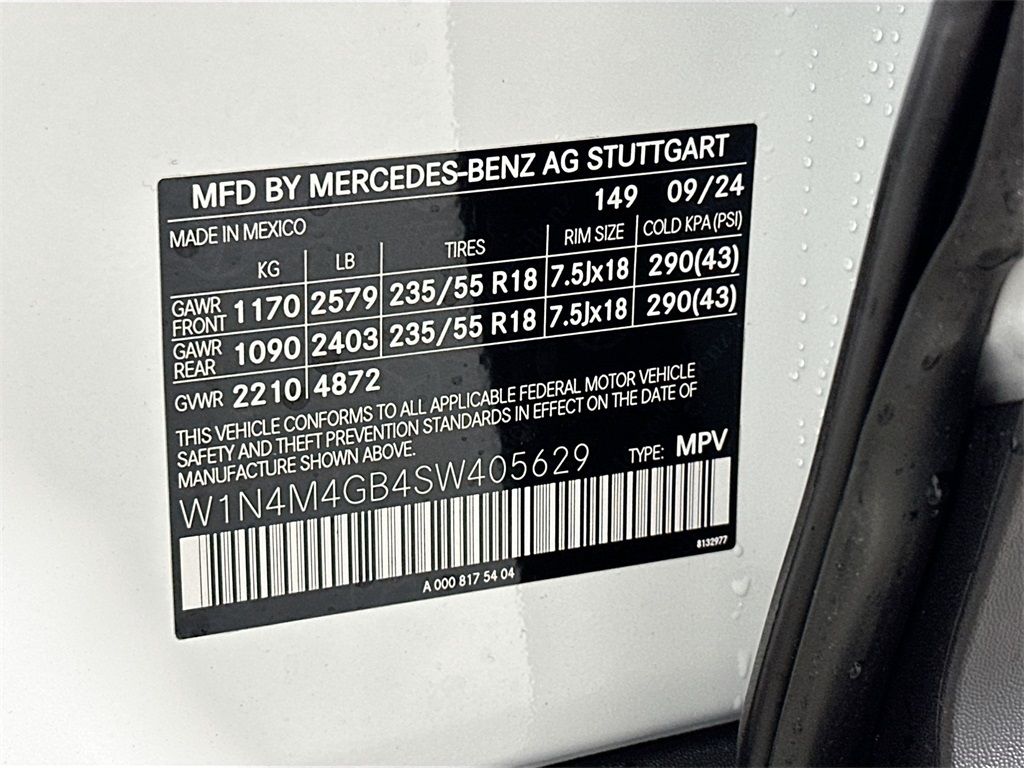 MFD BY MERCEDES-BENZ AG STUTTGART
149 09/24
MADE IN MEXICO
KG LB TIRES RIM SIZE COLD KPA (PSI)
GAWR FRONT 1170 2579 235/55 R18 7.5Jx18 290(43)
GAWR REAR 1090 2403 235/55 R18 7.5Jx18 290(43)
GVWR 2210 4872
THIS VEHICLE CONFORMS TO ALL APPLICABLE FEDERAL MOTOR VEHICLE
SAFETY AND THEFT PREVENTION STANDARDS IN EFFECT ON THE DATE OF
MANUFACTURE SHOWN ABOVE.
W1N4M4GB4SW405629 TYPE: MPV
8132977
A 000 817 54 04